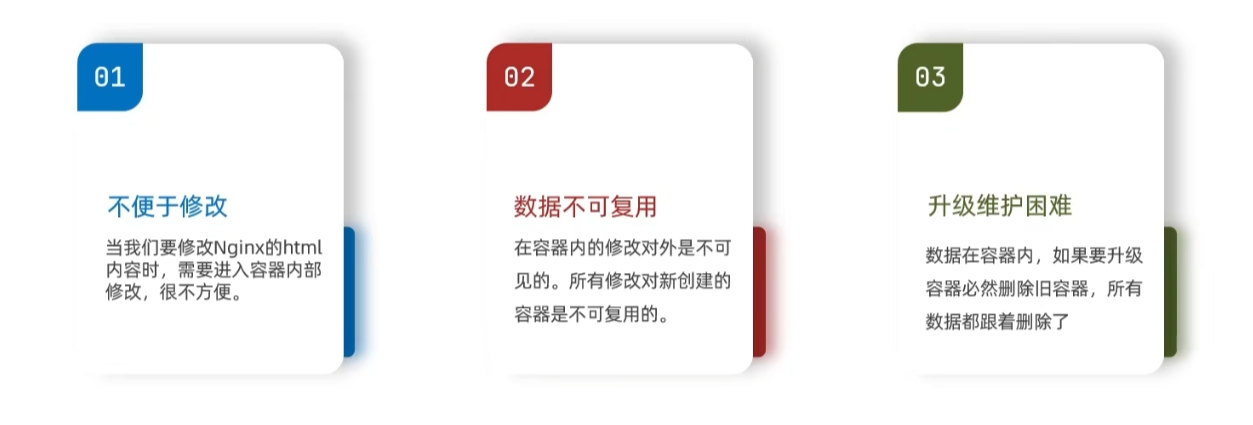 01
不便于修改
当我们要修改Nginx的html
内容时，需要进入容器内部
修改，很不方便。
02
数据不可复用
在容器内的修改对外是不可
见的。所有修改对新创建的
容器是不可复用的。
03
升级维护困难
数据在容器内，如果要升级
容器必然删除旧容器，所有
数据都跟着删除了